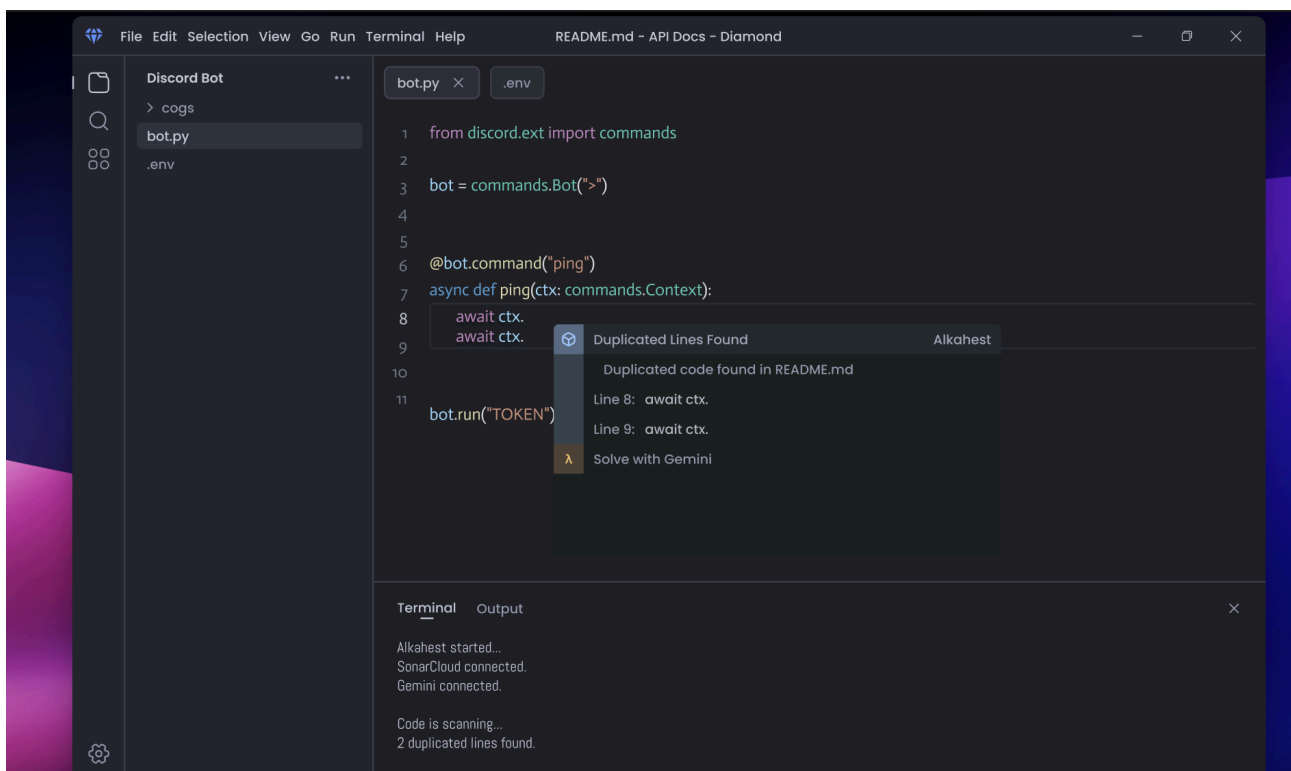 File Edit Selection View Go Run Terminal Help README.md - API Docs - Diamond
Discord Bot
> cogs
bot.py
.env
bot.py .env
1 from discord.ext import commands
2
3 bot = commands.Bot(">")
4
5
6 @bot.command("ping")
7 async def ping(ctx: commands.Context):
8 await ctx.
9 await ctx.
10
11 bot.run("TOKEN")
Duplicated Lines Found Alkahest
Duplicated code found in README.md
Line 8: await ctx.
Line 9: await ctx.
λ Solve with Gemini
Terminal Output
Alkahest started...
SonarCloud connected.
Gemini connected.
Code is scanning...
2 duplicated lines found.